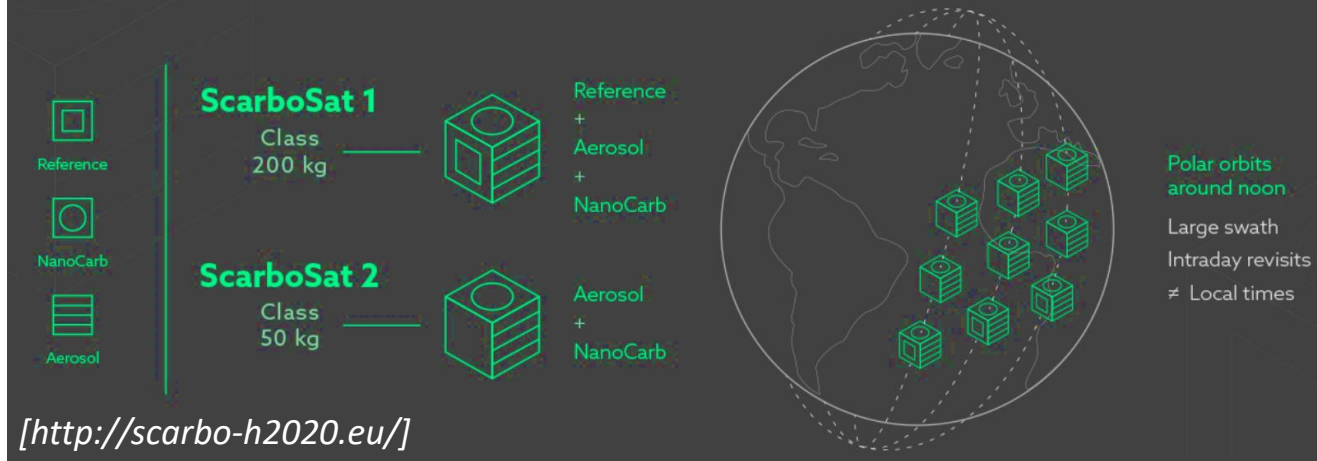 Reference
NanoCarb
Aerosol
ScarboSat 1
Class
200 kg
Reference
+
Aerosol
+
NanoCarb
ScarboSat 2
Class
50 kg
Aerosol
+
NanoCarb
Polar orbits
around noon
Large swath
Intraday revisits
≠ Local times
[http://scarbo-h2020.eu/]